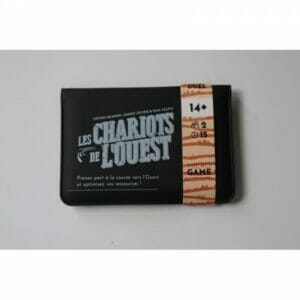 LES CHARIOTS
DE L'OUEST
Prenez part à la course vers l'Ouest
et optimisez vos ressources !
DUEL
14+
2
15
GAME